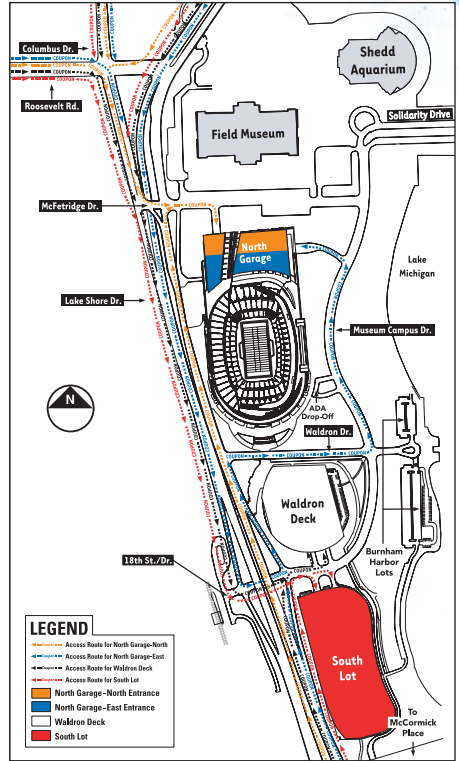 Columbus Dr.
Roosevelt Rd.
Shedd
Aquarium
Solidarity Drive
Field Museum
McFetridge Dr.
North
Garage
Lake
Michigan
Lake Shore Dr.
Museum Campus Dr.
N
ADA
Drop-Off
Waldron Dr.
COUPON
Waldron
Deck
Burnham
Harbor
Lots
18th St./Dr.
COUPON
South
Lot
To
McCormick
Place
LEGEND
Access Route for North Garage-North
Access Route for North Garage-East
Access Route for Waldron Deck
Access Route for South Lot
North Garage-North Entrance
North Garage-East Entrance
Waldron Deck
South Lot